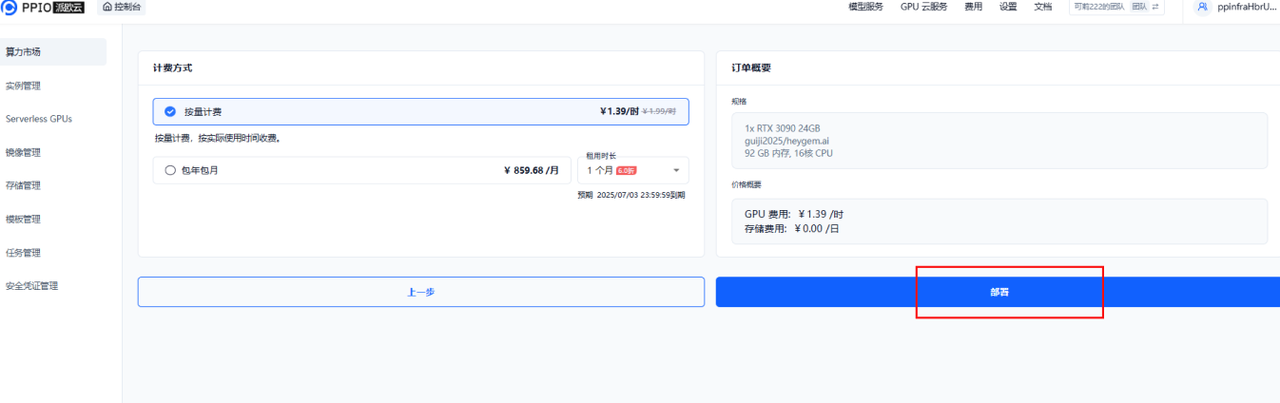 PPIO 派欧云
控制台
模型服务 GPU 云服务 费用 设置 文档 可前222的团队 团队 ppinfraHbrU...
算力市场
实例管理
Serverless GPUs
镜像管理
存储管理
模板管理
任务管理
安全凭证管理
计费方式
按量计费 ¥1.39/时 ¥1.99/时
按量计费，按实际使用时间收费。
包年包月 ¥ 859.68 /月
租用时长
1 个月 6.0折
预期 2025/07/03 23:59:59到期
上一步
订单概要
规格
1x RTX 3090 24GB
guiji2025/heygem.ai
92 GB 内存, 16核 CPU
价格概要
GPU 费用: ¥ 1.39 /时
存储费用: ¥ 0.00 /日
部署